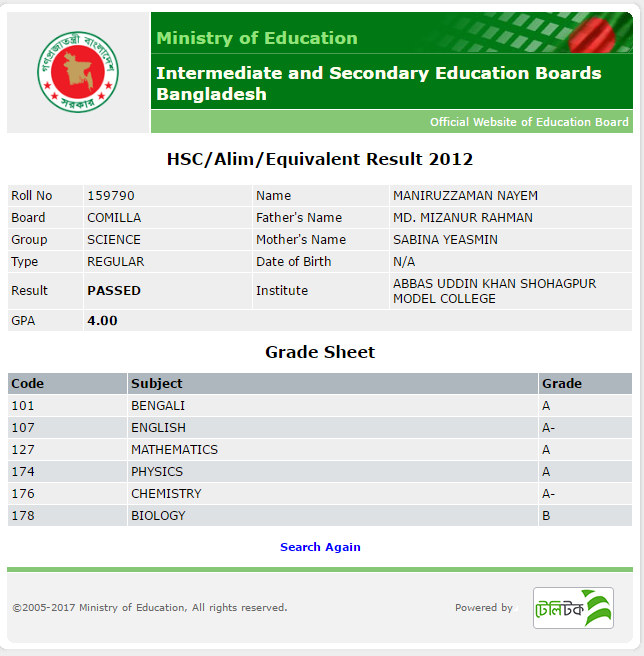 গণপ্রজাতন্ত্রী বাংলাদেশ
সরকার
Ministry of Education
Intermediate and Secondary Education Boards
Bangladesh
Official Website of Education Board
HSC/Alim/Equivalent Result 2012
Roll No 159790 Name MANIRUZZAMAN NAYEM
Board COMILLA Father's Name MD. MIZANUR RAHMAN
Group SCIENCE Mother's Name SABINA YEASMIN
Type REGULAR Date of Birth N/A
Result PASSED Institute ABBAS UDDIN KHAN SHOHAGPUR
MODEL COLLEGE
GPA 4.00
Grade Sheet
Code Subject Grade
101 BENGALI A
107 ENGLISH A-
127 MATHEMATICS A
174 PHYSICS A
176 CHEMISTRY A-
178 BIOLOGY B
Search Again
©2005-2017 Ministry of Education, All rights reserved. Powered by
টেলিটক